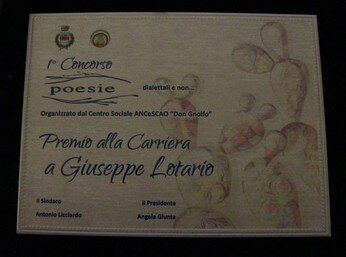 1° Concorso
poesie dialettali e non...
Organizzato dal Centro Sociale ANCeSCAO "Don Gnolfo"
Premio alla Carriera
a Giuseppe Lotario
il Sindaco il Presidente
Antonio Licciardo Angela Giunta